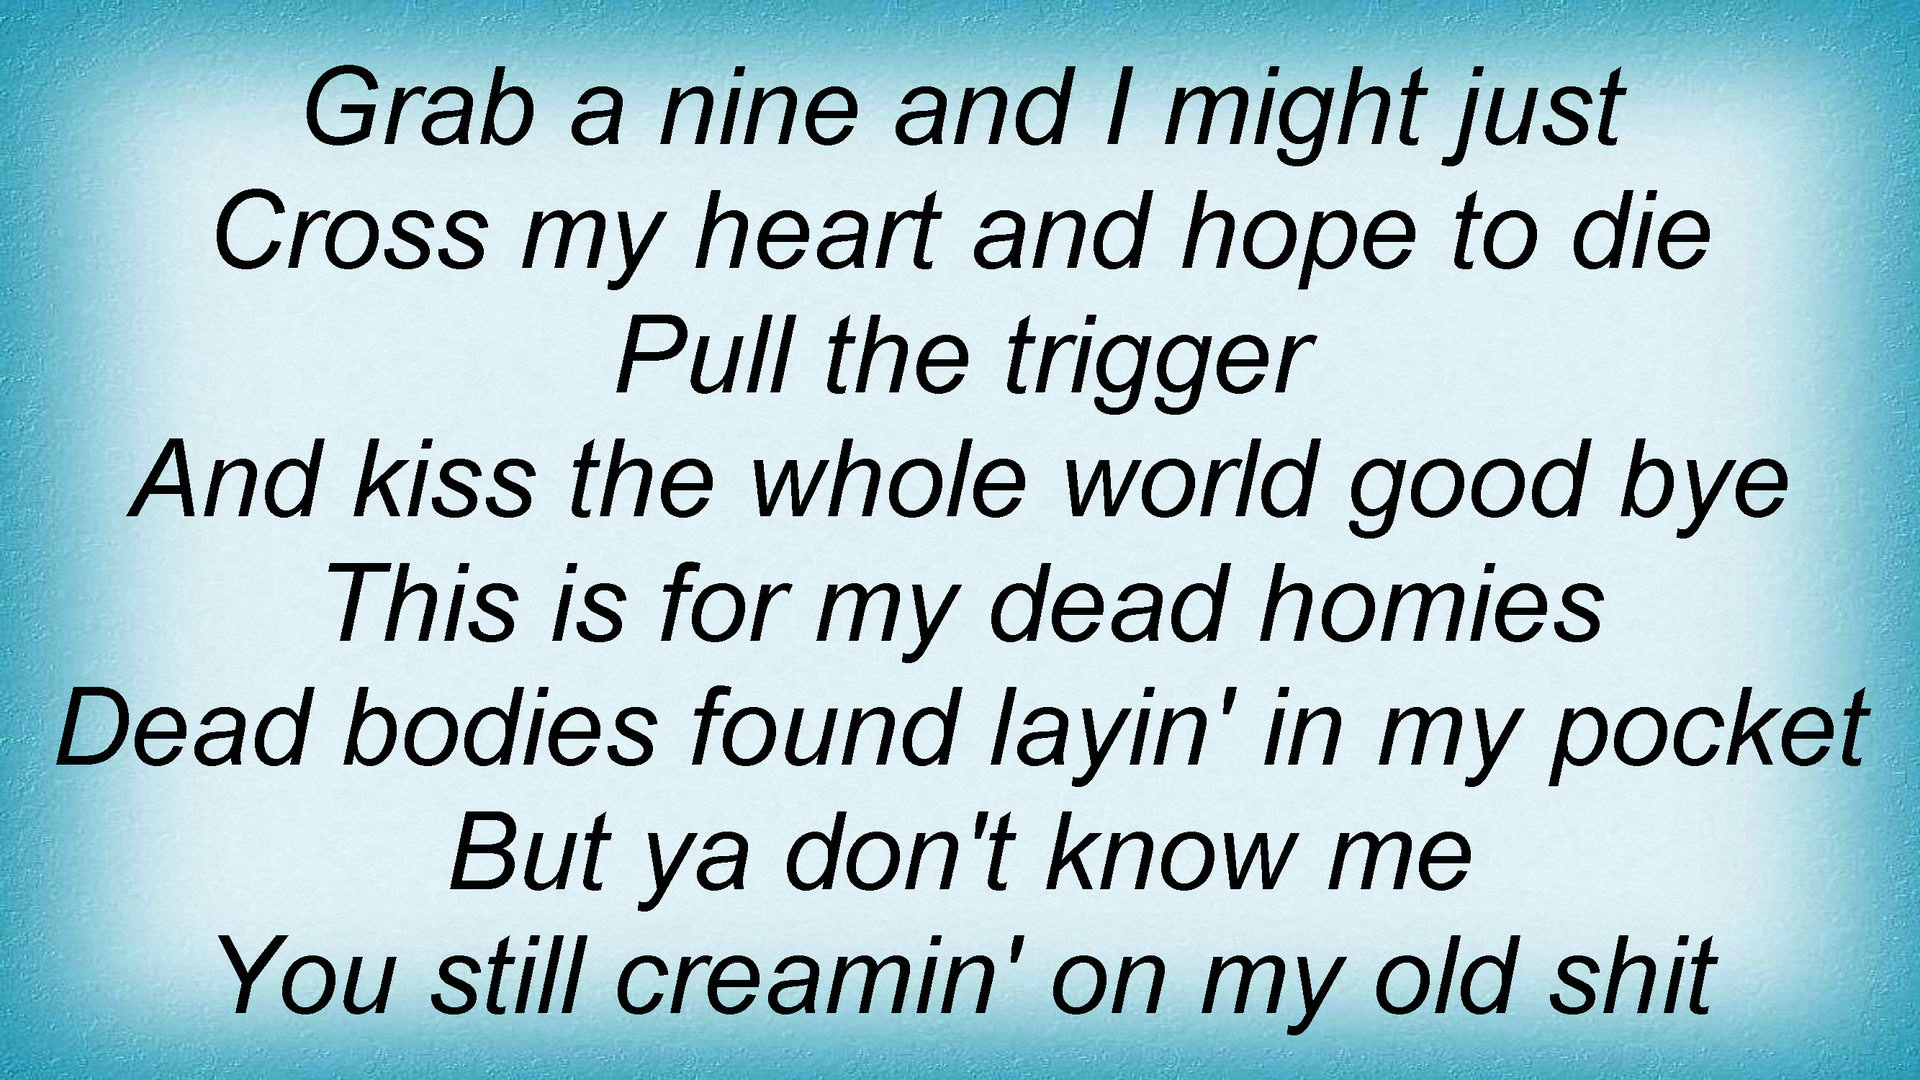 Grab a nine and I might just
Cross my heart and hope to die
Pull the trigger
And kiss the whole world good bye
This is for my dead homies
Dead bodies found layin' in my pocket
But ya don't know me
You still creamin' on my old shit